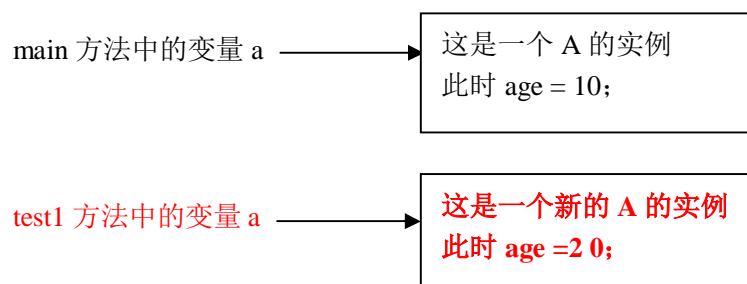 main 方法中的变量 a
这是一个 A 的实例
此时 age = 10；
test1 方法中的变量 a
这是一个新的 A 的实例
此时 age =2 0；